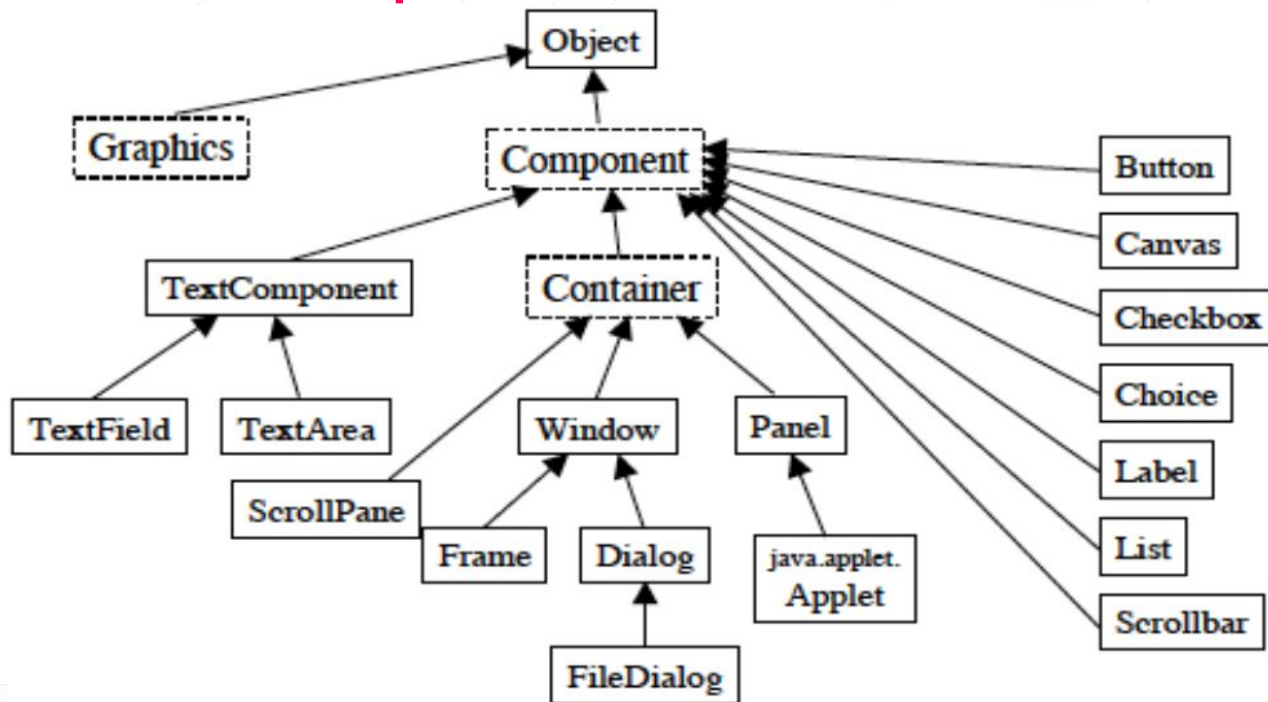 Object
Graphics
Component
Button
Canvas
TextComponent
Container
Checkbox
Choice
TextField
TextArea
Window
Panel
Label
ScrollPane
Frame
Dialog
java.applet.
Applet
List
Scrollbar
FileDialog